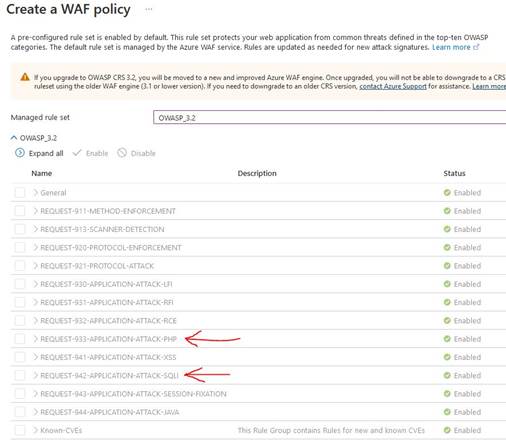 Create a WAF policy ...
A pre-configured rule set is enabled by default. This rule set protects your web application from common threats defined in the top-ten OWASP
categories. The default rule set is managed by the Azure WAF service. Rules are updated as needed for new attack signatures. Learn more
If you upgrade to OWASP CRS 3.2, you will be moved to a new and improved Azure WAF engine. Once upgraded, you will not be able to downgrade to a CRS
ruleset using the older WAF engine (3.1 or lower version). If you need to downgrade to an older CRS version, contact Azure Support for assistance. Learn more
Managed rule set OWASP_3.2
OWASP_3.2
Expand all Enable Disable
Name Description Status
General Enabled
REQUEST-911-METHOD-ENFORCEMENT Enabled
REQUEST-913-SCANNER-DETECTION Enabled
REQUEST-920-PROTOCOL-ENFORCEMENT Enabled
REQUEST-921-PROTOCOL-ATTACK Enabled
REQUEST-930-APPLICATION-ATTACK-LFI Enabled
REQUEST-931-APPLICATION-ATTACK-RFI Enabled
REQUEST-932-APPLICATION-ATTACK-RCE Enabled
REQUEST-933-APPLICATION-ATTACK-PHP Enabled
REQUEST-941-APPLICATION-ATTACK-XSS Enabled
REQUEST-942-APPLICATION-ATTACK-SQLI Enabled
REQUEST-943-APPLICATION-ATTACK-SESSION-FIXATION Enabled
REQUEST-944-APPLICATION-ATTACK-JAVA Enabled
Known-CVEs This Rule Group contains Rules for new and known CVEs Enabled